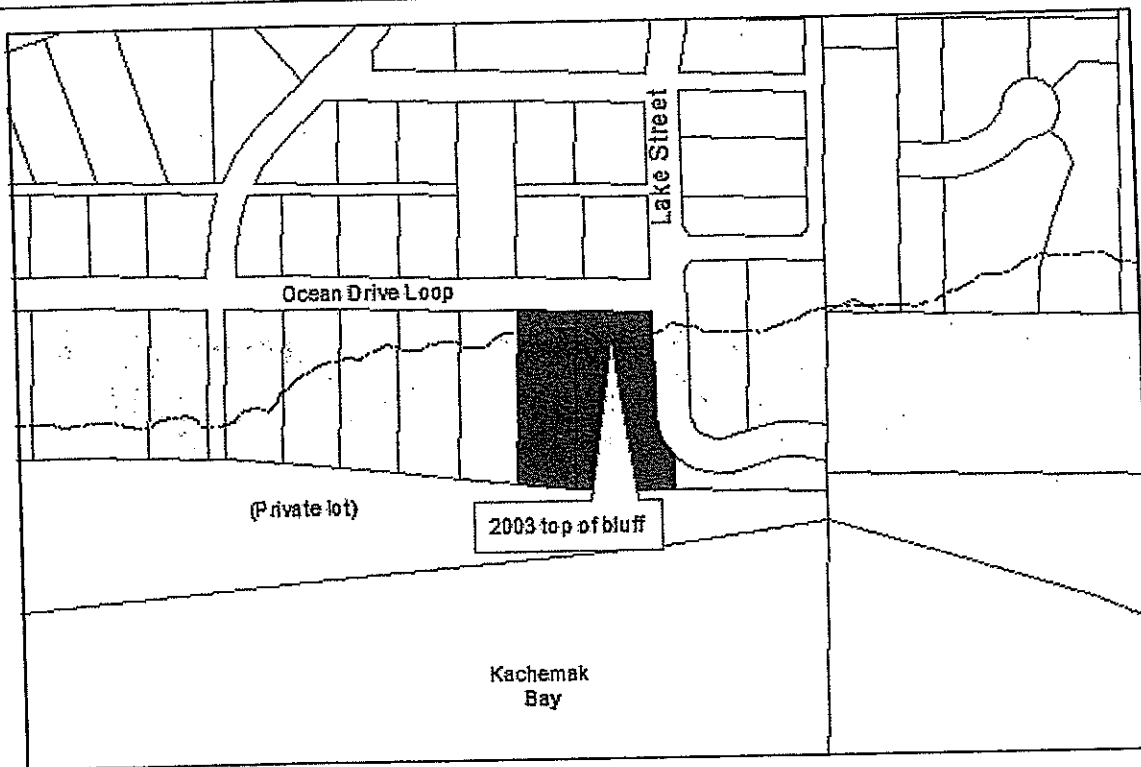 Lake Street
Ocean Drive Loop
(Private lot)
2003 top of bluff
Kachemak
Bay